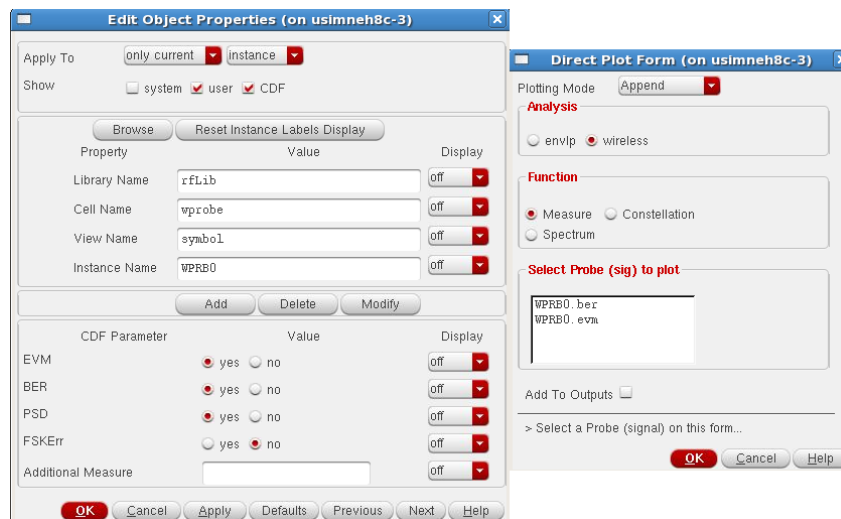 Edit Object Properties (on usimneh8c-3)
Apply To only current instance
Show system user CDF
Browse Reset Instance Labels Display
Property Value Display
Library Name rfLib off
Cell Name wprobe off
View Name symbol off
Instance Name WPRB0 off
Add Delete Modify
CDF Parameter Value Display
EVM yes no off
BER yes no off
PSD yes no off
FSKErr yes no off
Additional Measure off
OK Cancel Apply Defaults Previous Next Help
Direct Plot Form (on usimneh8c-3)
Plotting Mode Append
Analysis
envlp wireless
Function
Measure Constellation
Spectrum
Select Probe (sig) to plot
WPRB0.ber
WPRB0.evm
Add To Outputs
> Select a Probe (signal) on this form...
OK Cancel Help